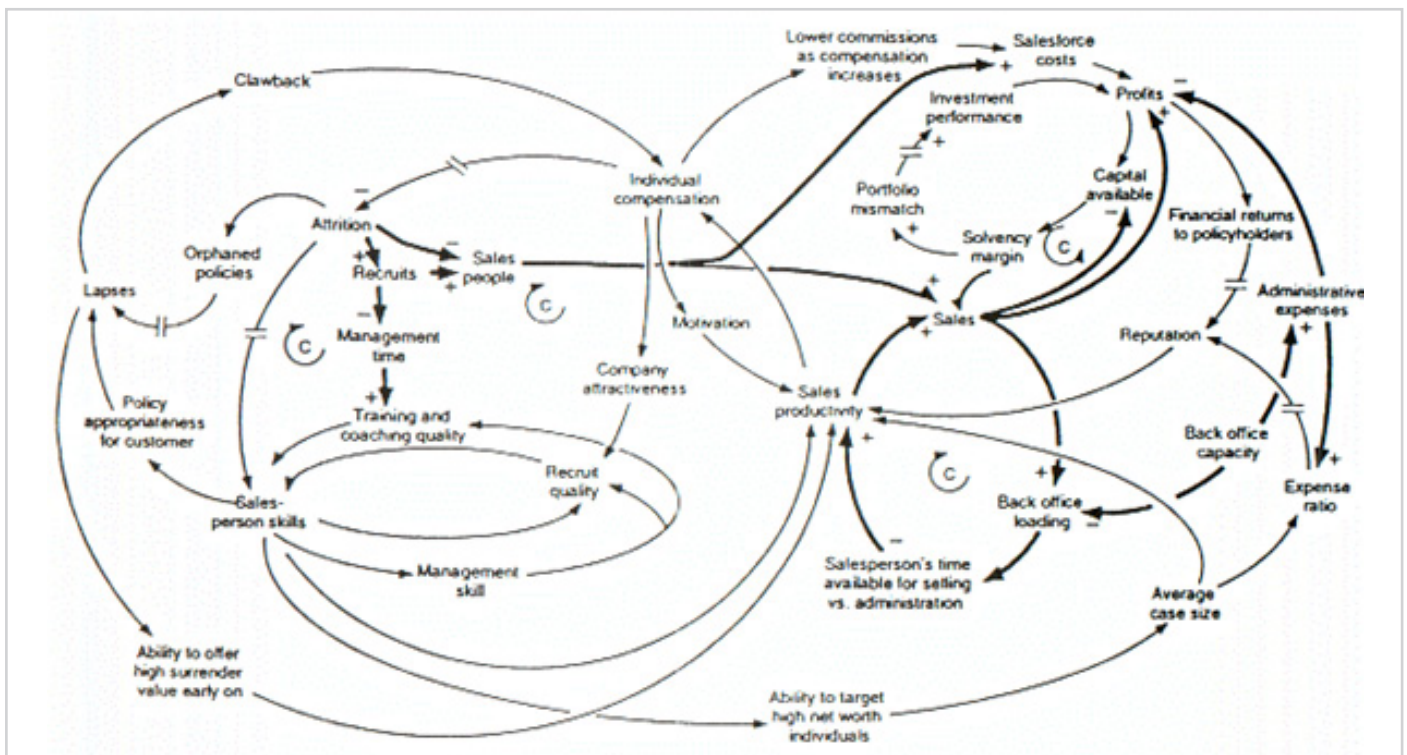 Lower commissions
as compensation
increases
Salesforce
costs
Clawback
Investment
performance
Profits
Individual
compensation
Portfolio
mismatch
Capital
available
Attrition
Financial returns
to policyholders
Orphaned
policies
Recruits
Sales
people
Solvency
margin
C
Lapses
C
Administrative
expenses
Sales
Motivation
Reputation
C
Management
time
Company
attractiveness
Sales
productivity
Policy
appropriateness
for customer
Training and
coaching quality
Back office
capacity
C
Recruit
quality
Expense
ratio
Sales-
person skills
Back office
loading
Management
skill
Salesperson's time
available for selling
vs. administration
Average
case size
Ability to offer
high surrender
value early on
Ability to target
high net worth
individuals